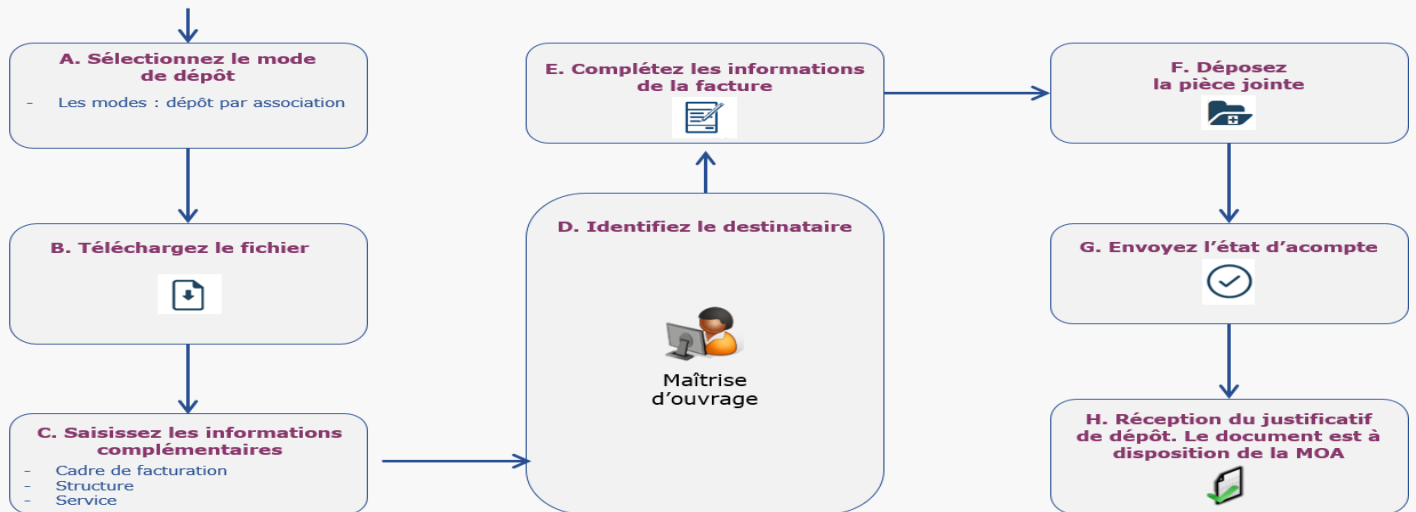 A. Sélectionnez le mode
de dépôt
- Les modes : dépôt par association
B. Téléchargez le fichier
C. Saisissez les informations
complémentaires
- Cadre de facturation
- Structure
- Service
D. Identifiez le destinataire
Maîtrise
d'ouvrage
E. Complétez les informations
de la facture
F. Déposez
la pièce jointe
G. Envoyez l'état d'acompte
H. Réception du justificatif
de dépôt. Le document est à
disposition de la MOA